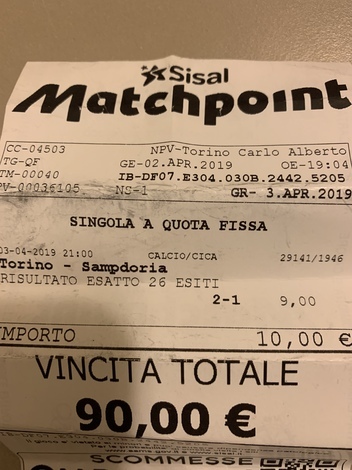 Sisal
Matchpoint
CC-04503 NPV-Torino Carlo Alberto
TG-QF GE-02.APR.2019 OE-19:04
TM-00040 IB-DF07.E304.030B.2442.5205
PV-00036105 NS-1 GR- 3.APR.2019
SINGOLA A QUOTA FISSA
03-04-2019 21:00 CALCIO/CICA 29141/1946
Torino - Sampdoria
RISULTATO ESATTO 26 ESITI
2-1 9,00
IMPORTO 10,00 €
VINCITA TOTALE
90,00 €
SCOMMESSE